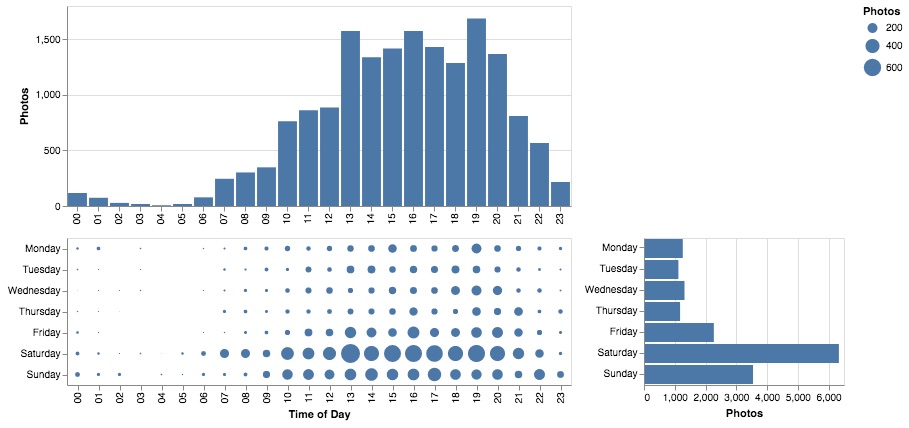 Photos
200
400
600
1,500
1,000
500
0
Photos
00 01 02 03 04 05 06 07 08 09 10 11 12 13 14 15 16 17 18 19 20 21 22 23
Monday
Tuesday
Wednesday
Thursday
Friday
Saturday
Sunday
00 01 02 03 04 05 06 07 08 09 10 11 12 13 14 15 16 17 18 19 20 21 22 23
Time of Day
Monday
Tuesday
Wednesday
Thursday
Friday
Saturday
Sunday
0 1,000 2,000 3,000 4,000 5,000 6,000
Photos